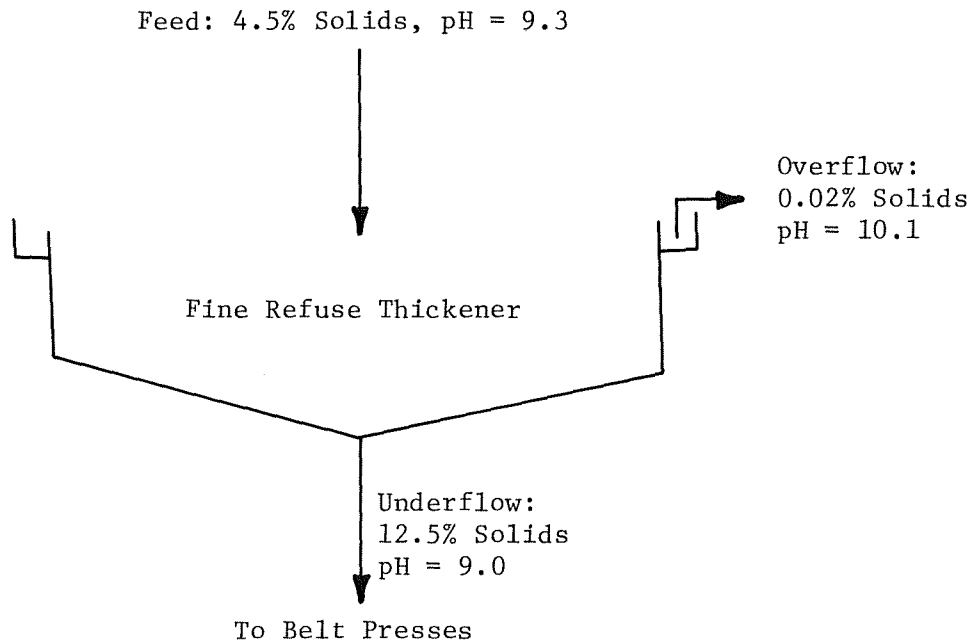 Feed: 4.5% Solids, pH = 9.3
Overflow:
0.02% Solids
pH = 10.1
Fine Refuse Thickener
Underflow:
12.5% Solids
pH = 9.0
To Belt Presses